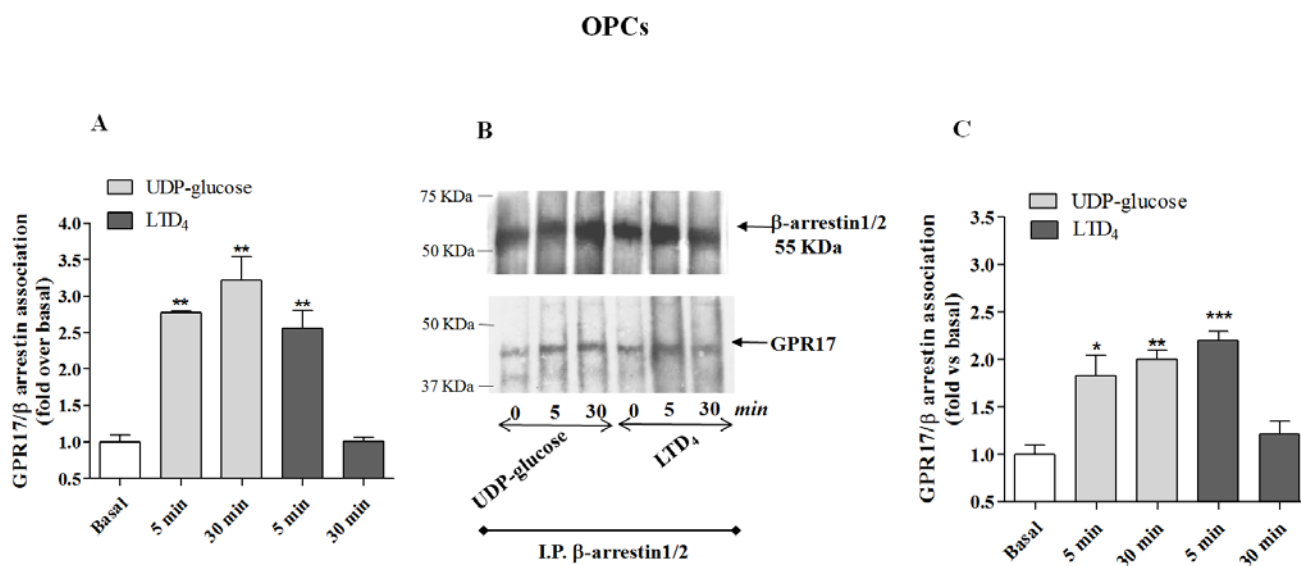 OPCs
A
UDP-glucose
LTD4
GPR17/β arrestin association
(fold over basal)
4.0
3.5
3.0
2.5
2.0
1.5
1.0
0.5
**
**
**
Basal
5 min
30 min
5 min
30 min
B
75 KDa
50 KDa
β-arrestin1/2
55 KDa
50 KDa
37 KDa
GPR17
0 5 30 0 5 30 min
UDP-glucose
LTD4
I.P. β-arrestin1/2
C
UDP-glucose
LTD4
GPR17/β arrestin association
(fold vs basal)
3.5
3.0
2.5
2.0
1.5
1.0
0.5
*
**
***
Basal
5 min
30 min
5 min
30 min